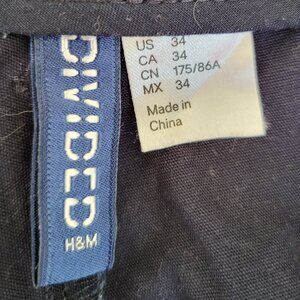 DIVIDED
H&M
US 34
CA 34
CN 175/86A
MX 34
Made in
China